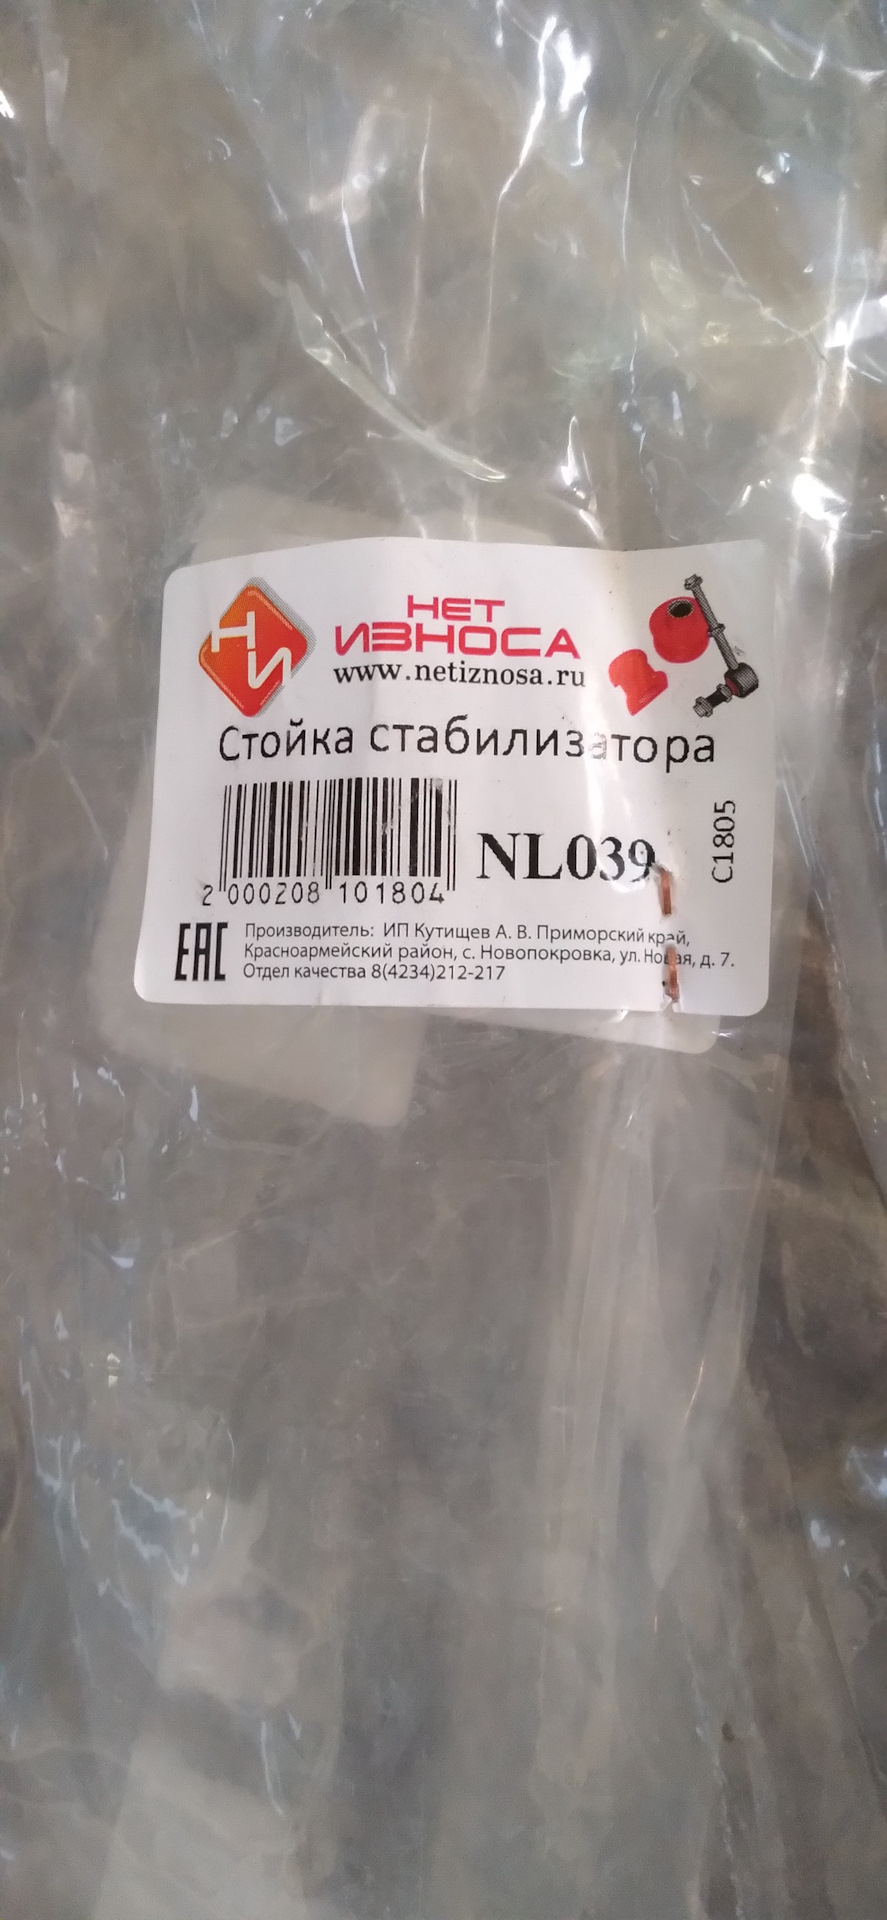 НИ
НЕТ
ИЗНОСА
www.netiznosa.ru
Стойка стабилизатора
2 000208 101804
NL039
C1805
EAC
Производитель: ИП Кутищев А. В. Приморский край,
Красноармейский район, с. Новопокровка, ул. Новая, д. 7.
Отдел качества 8(4234)212-217